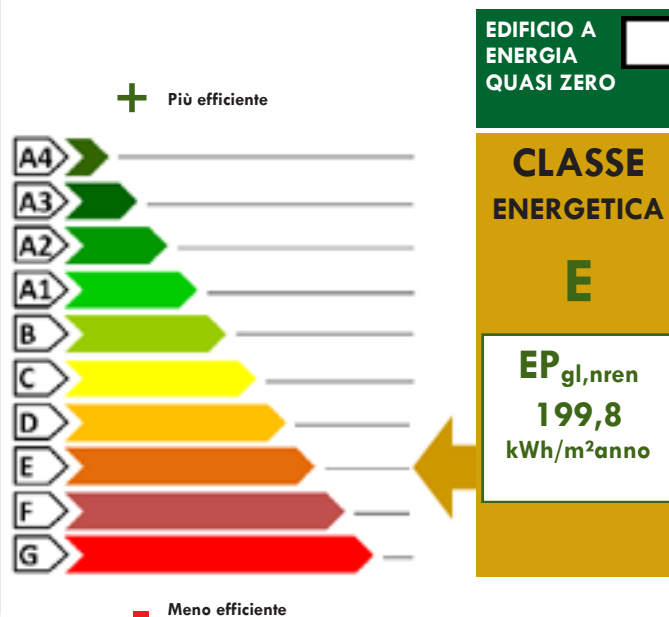 EDIFICIO A
ENERGIA
QUASI ZERO
+ Più efficiente
A4
A3
A2
A1
B
C
D
E
F
G
- Meno efficiente
CLASSE
ENERGETICA
E
EPgl,nren
199,8
kWh/m²anno